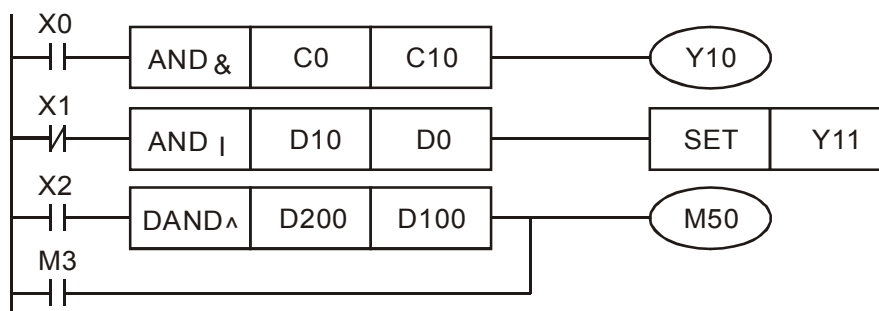 X0
AND & C0 C10 Y10
X1
AND | D10 D0 SET Y11
X2
DAND^ D200 D100 M50
M3